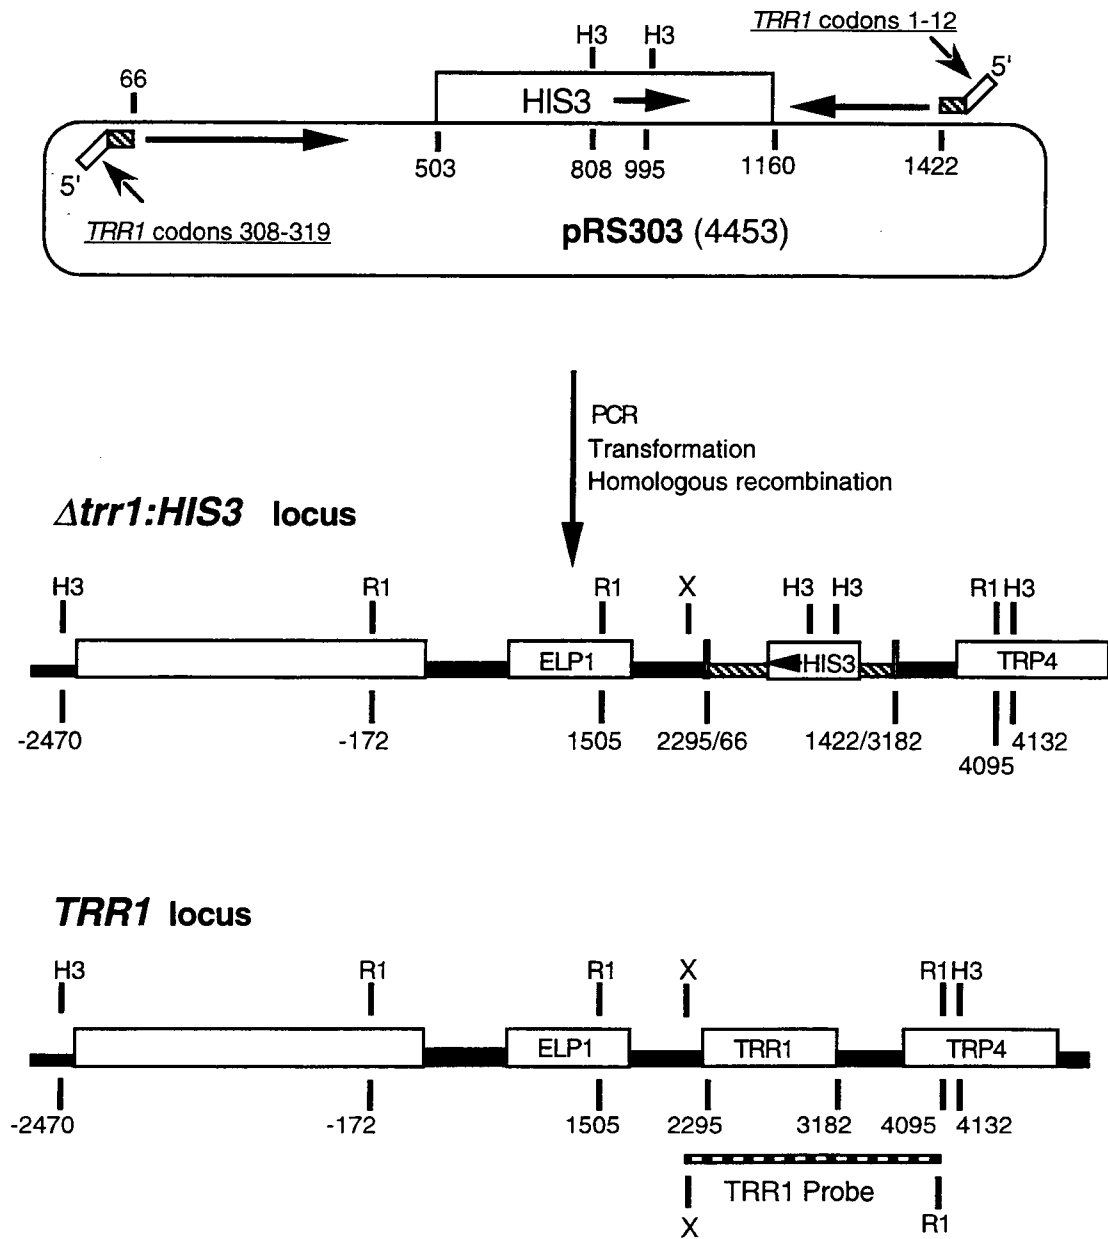 TRR1 codons 1-12
H3 H3
5'
66
HIS3
5'
503 808 995 1160 1422
TRR1 codons 308-319
pRS303 (4453)
PCR
Transformation
Homologous recombination
Δtrr1:HIS3 locus
H3 R1 R1 X H3 H3 R1 H3
ELP1 HIS3 TRP4
-2470 -172 1505 2295/66 1422/3182 4132
4095
TRR1 locus
H3 R1 R1 X R1 H3
ELP1 TRR1 TRP4
-2470 -172 1505 2295 3182 4095 4132
TRR1 Probe
X R1